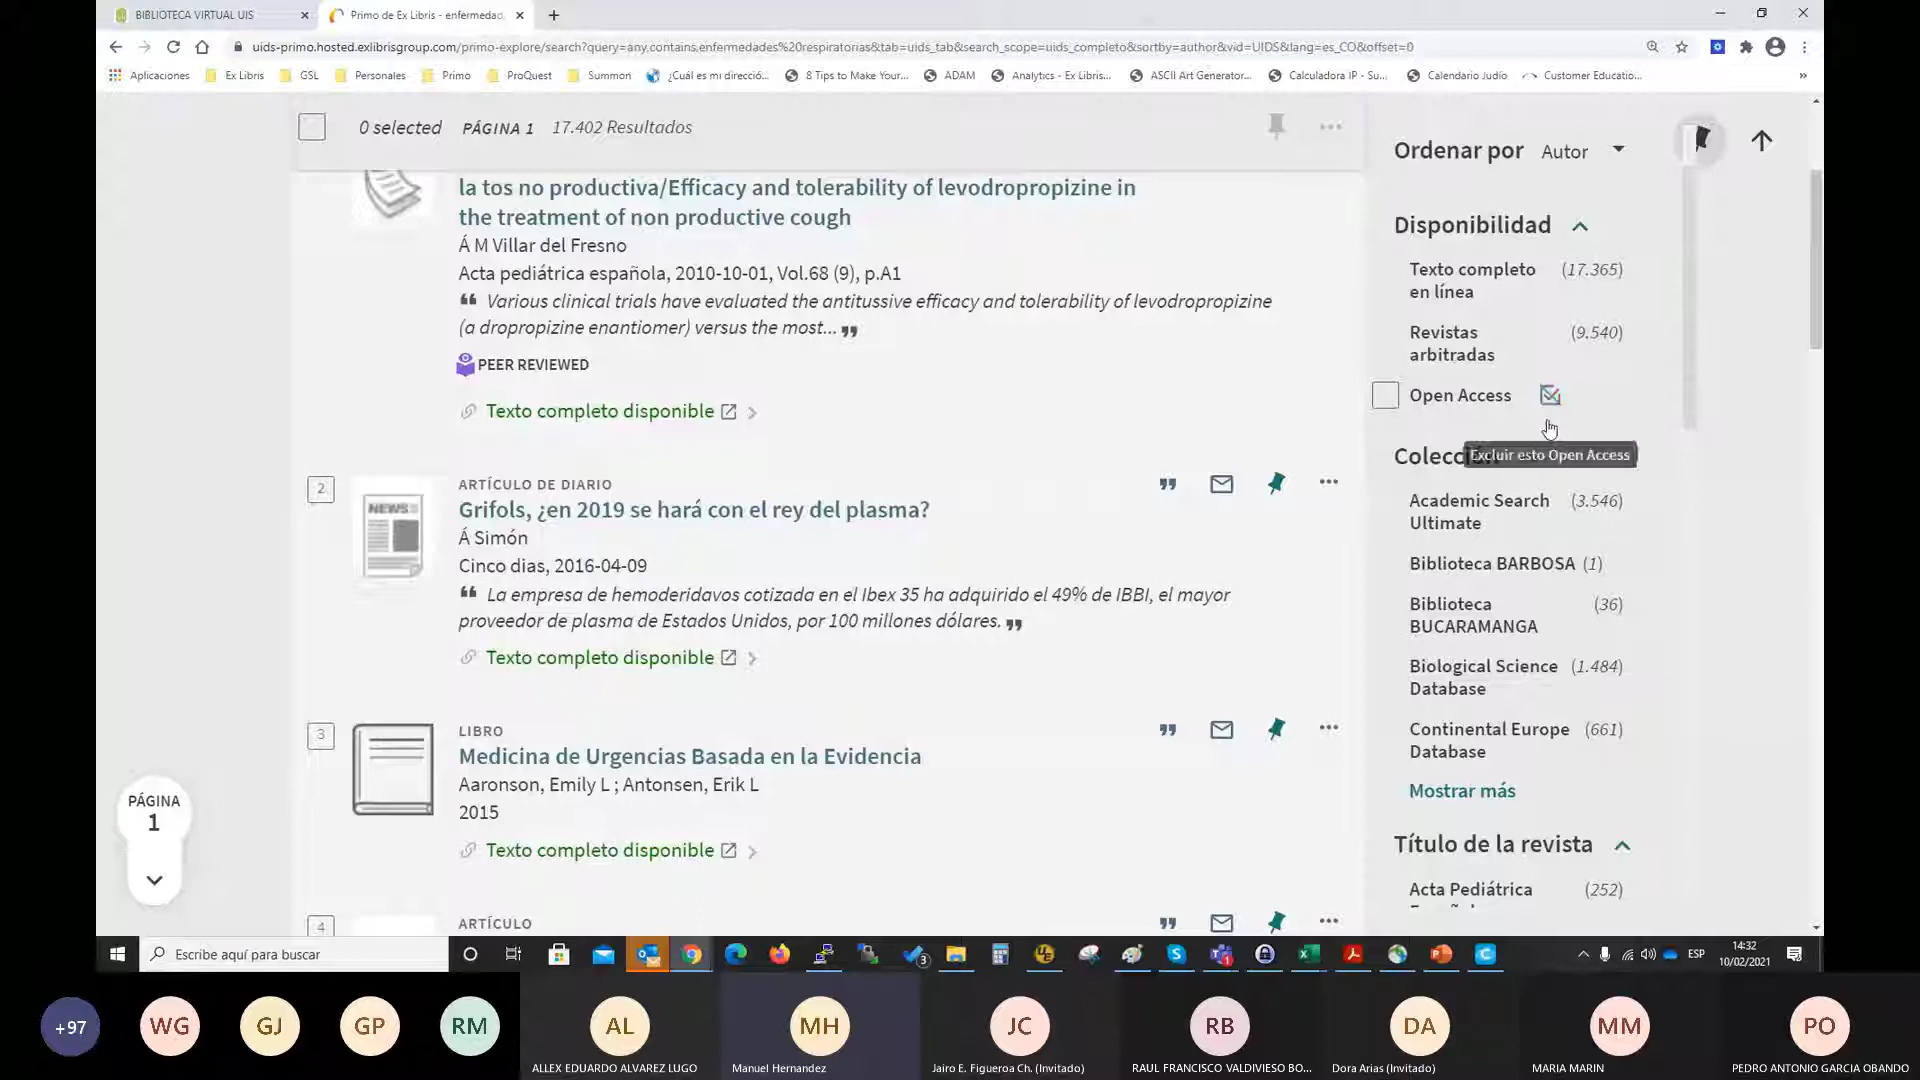 BIBLIOTECA VIRTUAL UIS
Primo de Ex Libris - enfermedad
uids-primo.hosted.exlibrisgroup.com/primo-explore/search?query=any,contains,enfermedades%20respiratorias&tab=uids_tab&search_scope=uids_completo&sortby=author&vid=UIDS&lang=es_CO&offset=0
Aplicaciones Ex Libris GSL Personales Primo ProQuest Summon ¿Cuál es mi direcció... 8 Tips to Make Your... ADAM Analytics - Ex Libris... ASCII Art Generator... Calculadora IP - Su... Calendario Judío Customer Educatio... »
0 selected PÁGINA 1 17.402 Resultados
la tos no productiva/Efficacy and tolerability of levodropropizine in
the treatment of non productive cough
Á M Villar del Fresno
Acta pediátrica española, 2010-10-01, Vol.68 (9), p.A1
“ Various clinical trials have evaluated the antitussive efficacy and tolerability of levodropropizine
(a dropropizine enantiomer) versus the most... ”
PEER REVIEWED
Texto completo disponible
2
ARTÍCULO DE DIARIO
NEWS
Grifols, ¿en 2019 se hará con el rey del plasma?
Á Simón
Cinco dias, 2016-04-09
“ La empresa de hemoderidavos cotizada en el Ibex 35 ha adquirido el 49% de IBBI, el mayor
proveedor de plasma de Estados Unidos, por 100 millones dólares. ”
Texto completo disponible
3
LIBRO
Medicina de Urgencias Basada en la Evidencia
Aaronson, Emily L ; Antonsen, Erik L
2015
Texto completo disponible
4
ARTÍCULO
PÁGINA
1
Ordenar por Autor
Disponibilidad
Texto completo (17.365)
en línea
Revistas (9.540)
arbitradas
Open Access
Excluir esto Open Access
Academic Search (3.546)
Ultimate
Biblioteca BARBOSA (1)
Biblioteca (36)
BUCARAMANGA
Biological Science (1.484)
Database
Continental Europe (661)
Database
Mostrar más
Título de la revista
Acta Pediátrica (252)
Escribe aquí para buscar
3
1
ESP
14:32
10/02/2021
+97
WG
GJ
GP
RM
AL
MH
JC
RB
DA
MM
PO
ALLEX EDUARDO ALVAREZ LUGO
Manuel Hernandez
Jairo E. Figueroa Ch. (Invitado)
RAUL FRANCISCO VALDIVIESO BO...
Dora Arias (Invitado)
MARIA MARIN
PEDRO ANTONIO GARCIA OBANDO